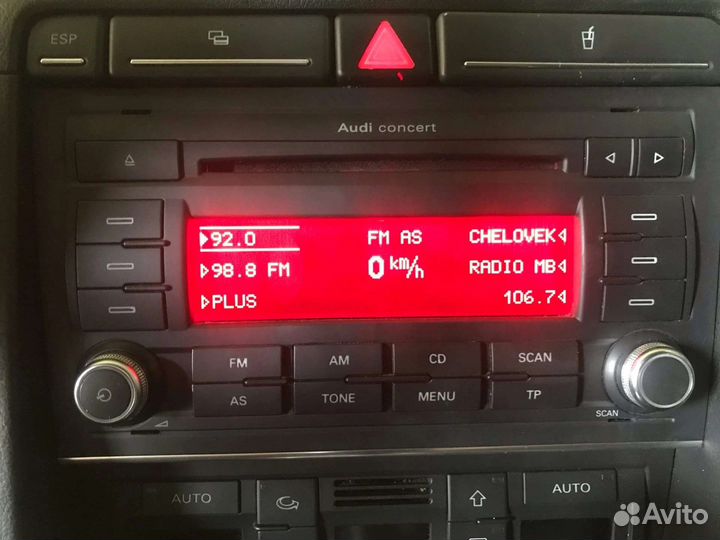 ESP
Audi concert
92.0 FM AS CHELOVEK
98.8 FM 0 km/h RADIO MB
PLUS 106.7
FM AM CD SCAN
AS TONE MENU TP
SCAN
AUTO AUTO
Avito